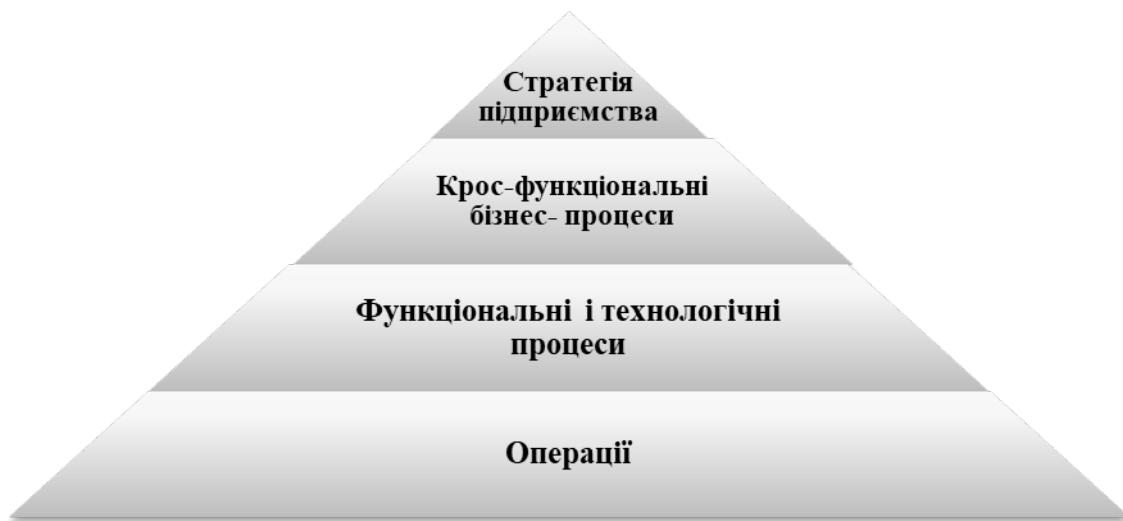 Стратегія
підприємства
Крос-функціональні
бізнес- процеси
Функціональні і технологічні
процеси
Операції